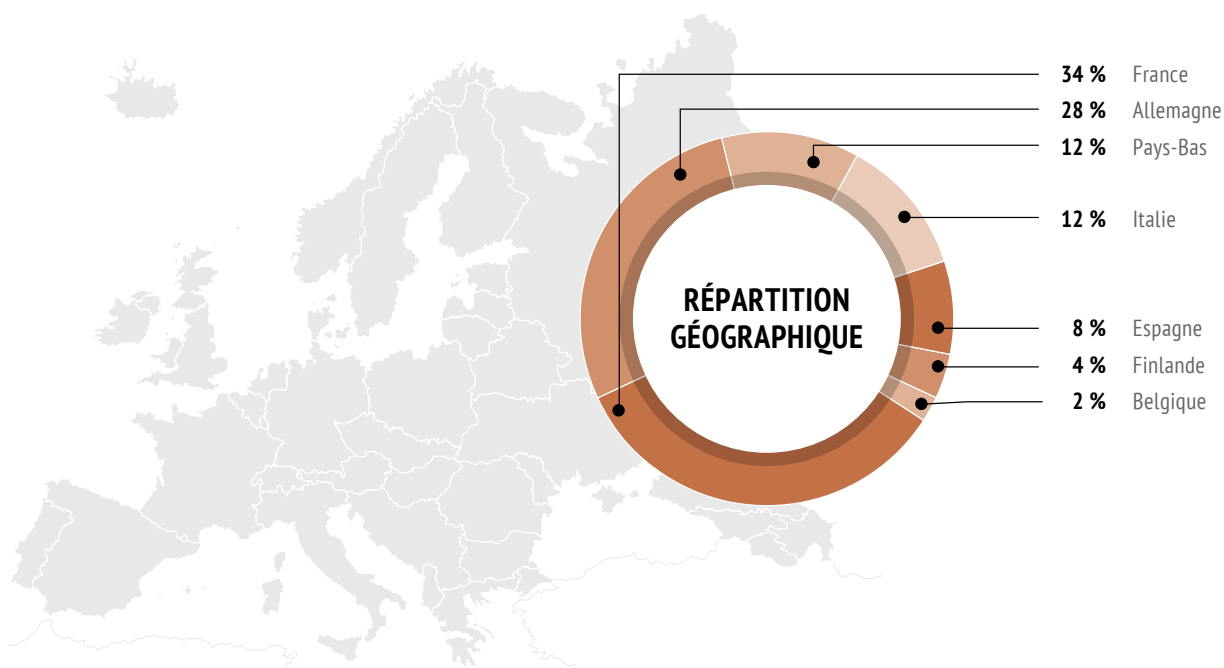 34 % France
28 % Allemagne
12 % Pays-Bas
12 % Italie
RÉPARTITION
GÉOGRAPHIQUE
8 % Espagne
4 % Finlande
2 % Belgique